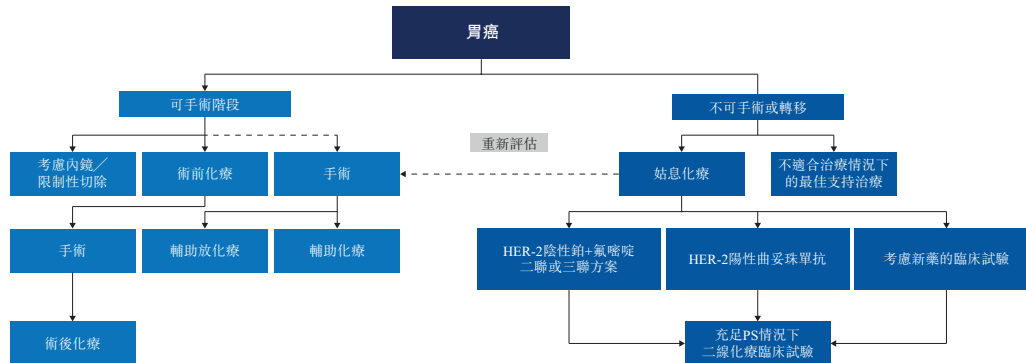 胃癌
可手術階段
不可手術或轉移
重新評估
考慮內鏡／
限制性切除
術前化療
手術
姑息化療
不適合治療情況下
的最佳支持治療
手術
輔助放化療
輔助化療
HER-2陰性鉑+氟嘧啶
二聯或三聯方案
HER-2陽性曲妥珠單抗
考慮新藥的臨床試驗
術後化療
充足PS情況下
二線化療臨床試驗